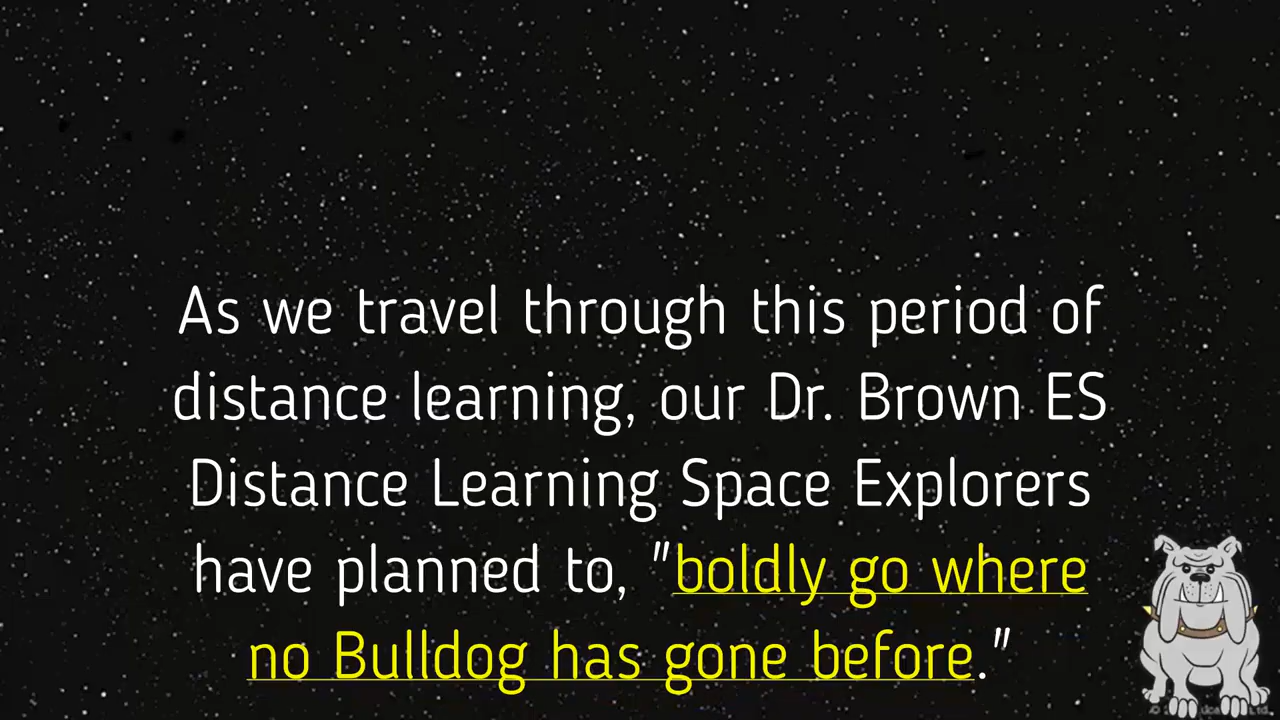 As we travel through this period of
distance learning, our Dr. Brown ES
Distance Learning Space Explorers
have planned to, "boldly go where
no Bulldog has gone before."